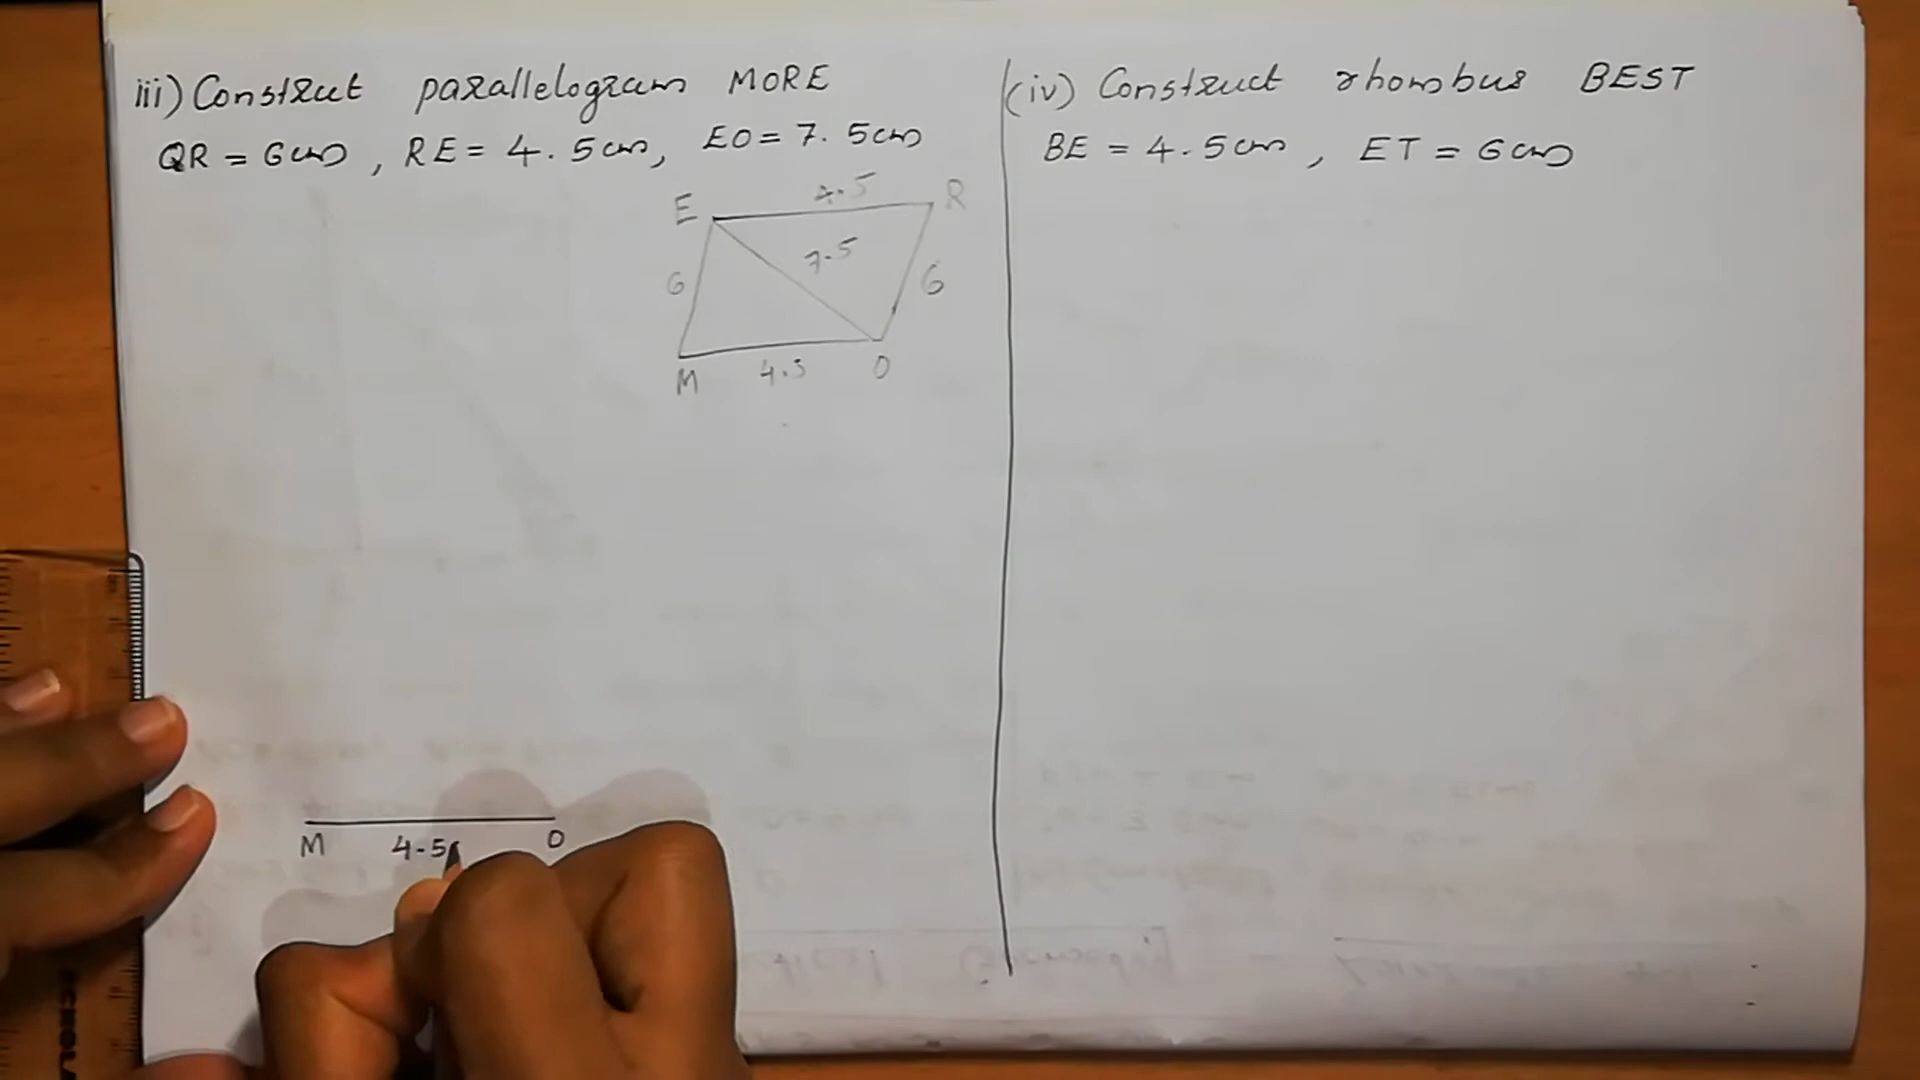 iii) Construct parallelogram MORE
QR = 6cm, RE = 4.5cm, EO = 7.5cm
E 4.5 R
7.5
6 6
M 4.5 O
M 4.5 O
(iv) Construct rhombus BEST
BE = 4.5cm, ET = 6cm